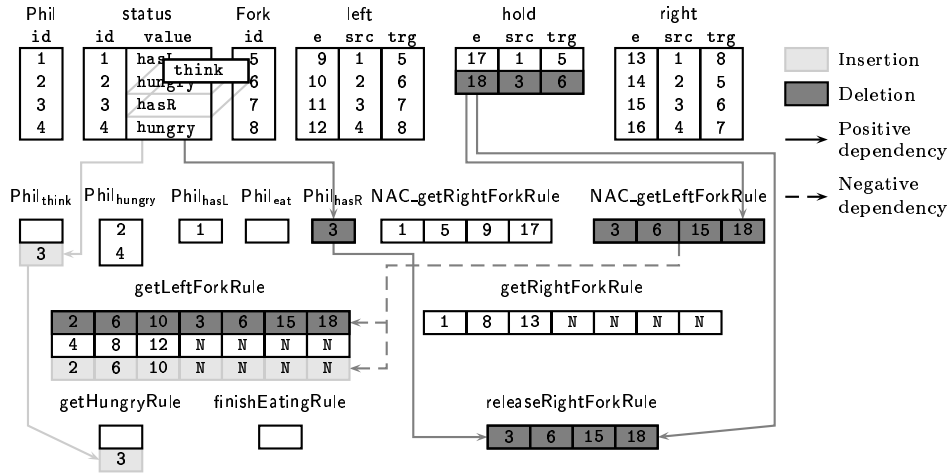 Phil status Fork left hold right
id id value id e src trg e src trg e src trg
1 1 hasL 5 9 1 5 17 1 5 13 1 8
think
2 2 hungry 6 10 2 6 18 3 6 14 2 5
3 3 hasR 7 11 3 7 15 3 6
4 4 hungry 8 12 4 8 16 4 7
Insertion
Deletion
Positive
dependency
Negative
dependency
Philthink Philhungry PhilhasL Phileat PhilhasR NAC_getRightForkRule NAC_getLeftForkRule
2 1 3 1 5 9 17 3 6 15 18
3 4
getLeftForkRule getRightForkRule
2 6 10 3 6 15 18 1 8 13 N N N N
4 8 12 N N N N
2 6 10 N N N N
getHungryRule finishEatingRule releaseRightForkRule
3 6 15 18
3